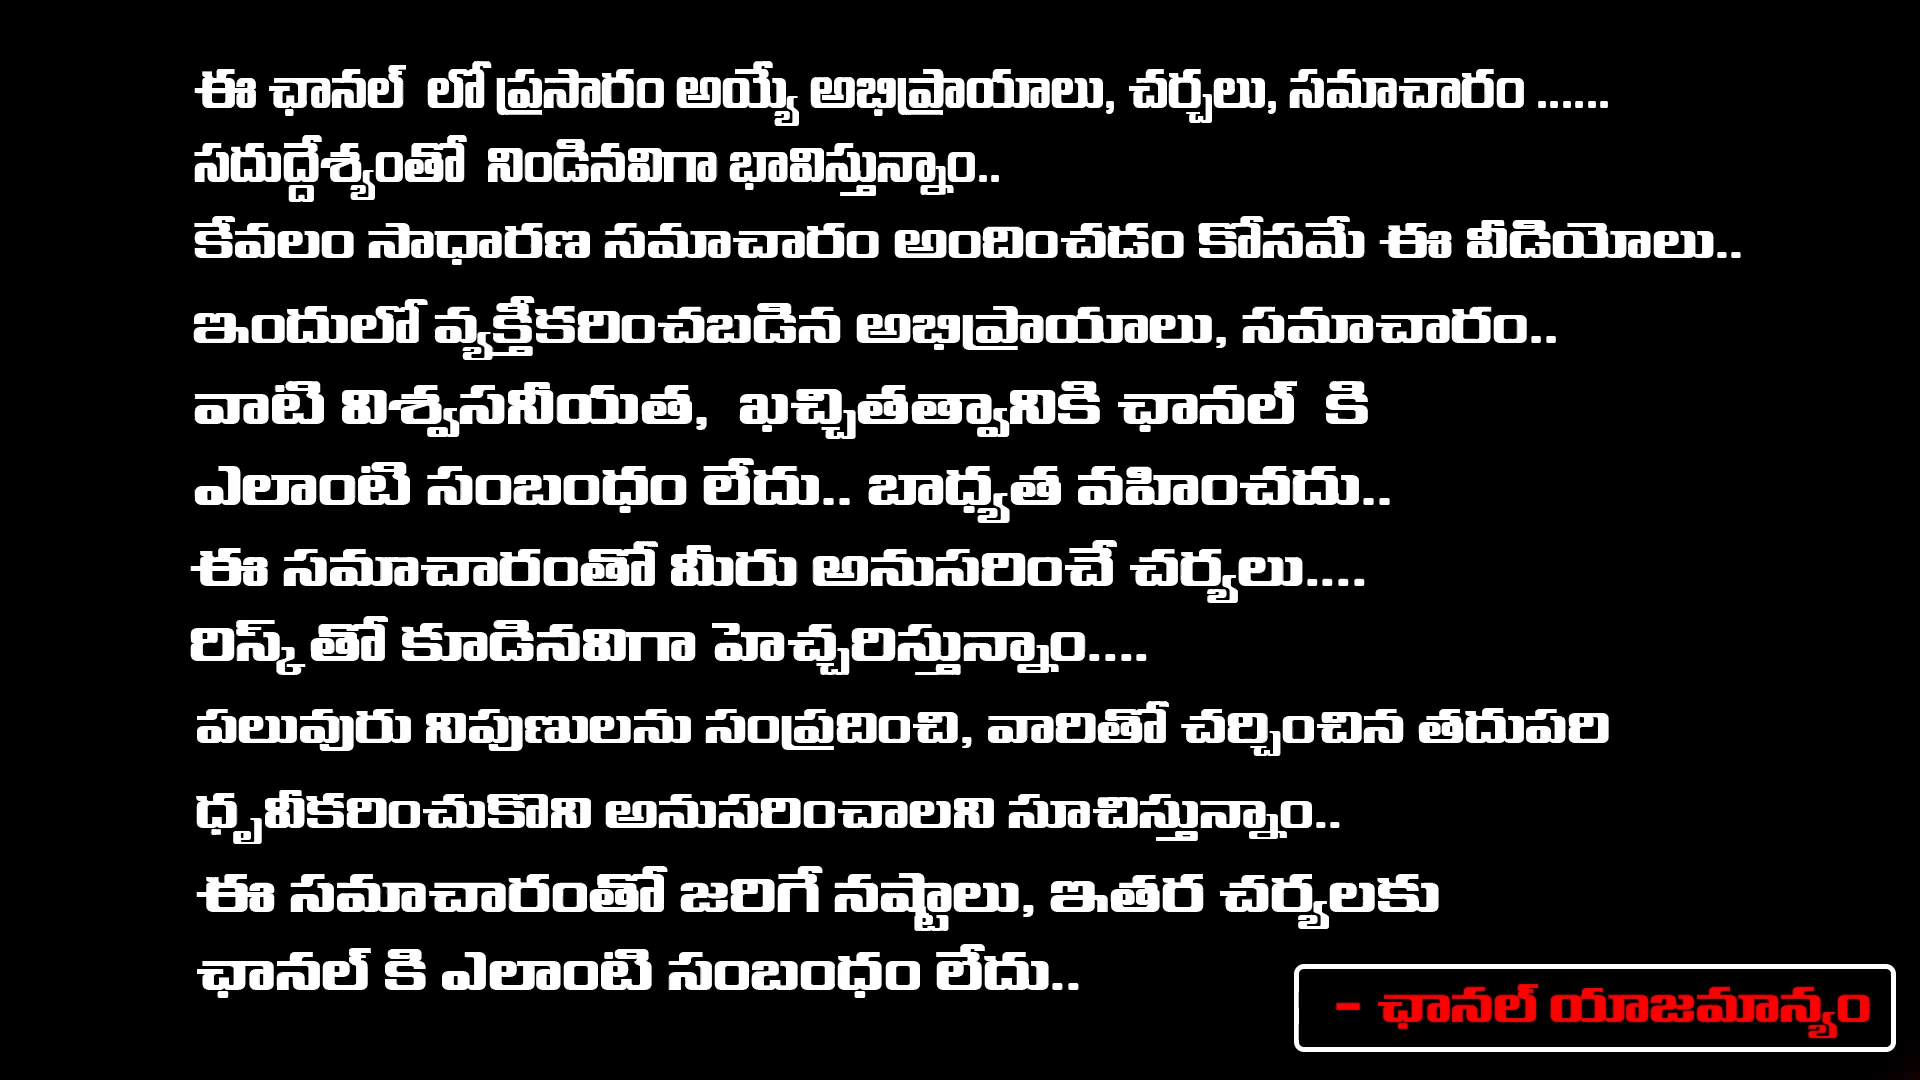 ఈ ఛానల్ లో ప్రసారం అయ్యే అభిప్రాయాలు, చర్చలు, సమాచారం ......
సదుద్దేశ్యంతో నిండినవిగా భావిస్తున్నాం..
కేవలం సాధారణ సమాచారం అందించడం కోసమే ఈ వీడియోలు..
ఇందులో వ్యక్తీకరించబడిన అభిప్రాయాలు, సమాచారం..
వాటి విశ్వసనీయత, ఖచ్చితత్వానికి ఛానల్ కి
ఎలాంటి సంబంధం లేదు.. బాధ్యత వహించదు..
ఈ సమాచారంతో మీరు అనుసరించే చర్యలు....
రిస్క్ తో కూడినవిగా హెచ్చరిస్తున్నాం....
పలువురు నిపుణులను సంప్రదించి, వారితో చర్చించిన తదుపరి
ధృవీకరించుకొని అనుసరించాలని సూచిస్తున్నాం..
ఈ సమాచారంతో జరిగే నష్టాలు, ఇతర చర్యలకు
ఛానల్ కి ఎలాంటి సంబంధం లేదు..
- ఛానల్ యాజమాన్యం